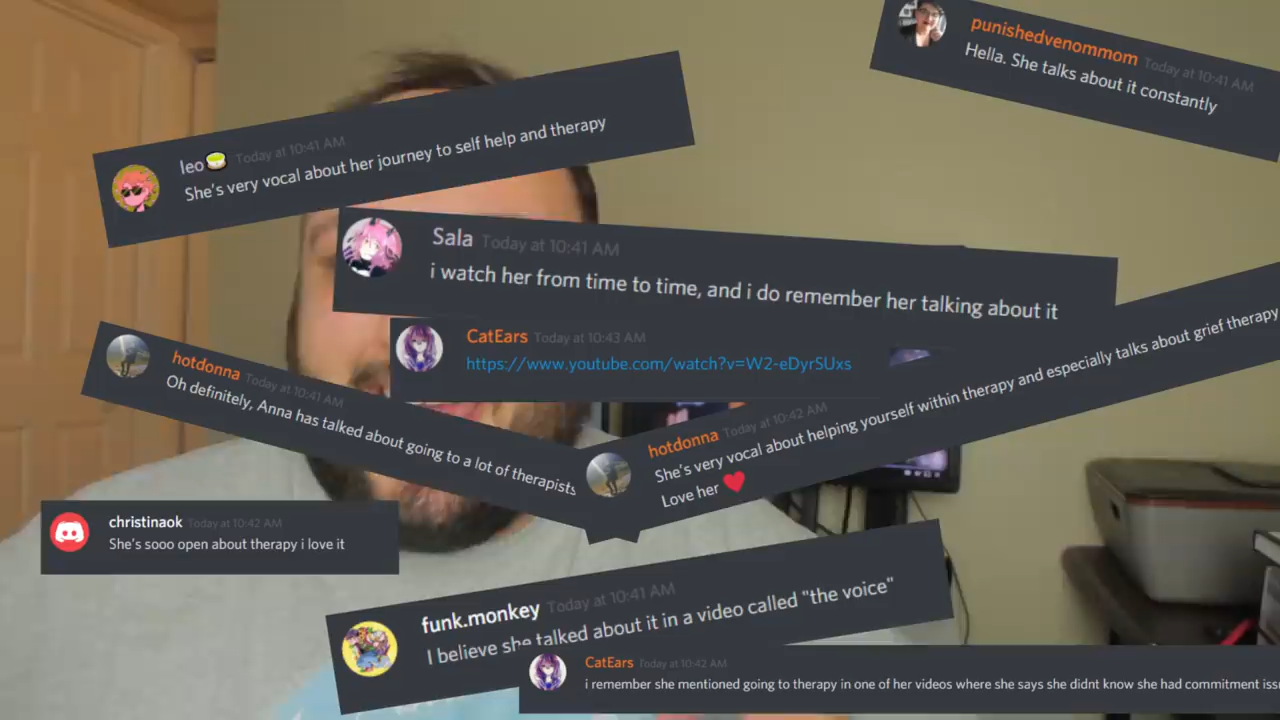 punishedvenommom Today at 10:41 AM
Hella. She talks about it constantly
leo Today at 10:41 AM
She's very vocal about her journey to self help and therapy
Sala Today at 10:41 AM
i watch her from time to time, and i do remember her talking about it
CatEars Today at 10:43 AM
https://www.youtube.com/watch?v=W2-eDyrSUxs
hotdonna Today at 10:41 AM
Oh definitely, Anna has talked about going to a lot of therapists
hotdonna Today at 10:42 AM
She's very vocal about helping yourself within therapy and especially talks about grief therapy
Love her
christinaok Today at 10:42 AM
She's sooo open about therapy i love it
funk.monkey Today at 10:41 AM
I believe she talked about it in a video called "the voice"
CatEars Today at 10:42 AM
i remember she mentioned going to therapy in one of her videos where she says she didnt know she had commitment iss